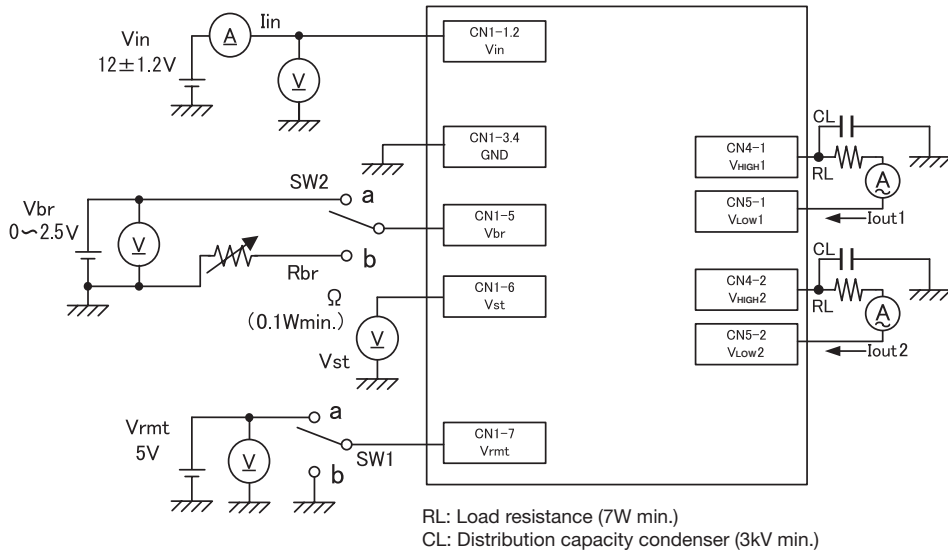 Vin
12±1.2V
A
Iin
V
CN1-1.2
Vin
CN1-3.4
GND
Vbr
0～2.5V
V
SW2
a
b
Rbr
Ω
(0.1Wmin.)
CN1-5
Vbr
CN1-6
Vst
V
Vst
Vrmt
5V
V
a
b
SW1
CN1-7
Vrmt
CN4-1
VHIGH1
CL
RL
A
CN5-1
VLOW1
Iout1
CN4-2
VHIGH2
CL
RL
A
CN5-2
VLOW2
Iout2
RL: Load resistance (7W min.)
CL: Distribution capacity condenser (3kV min.)